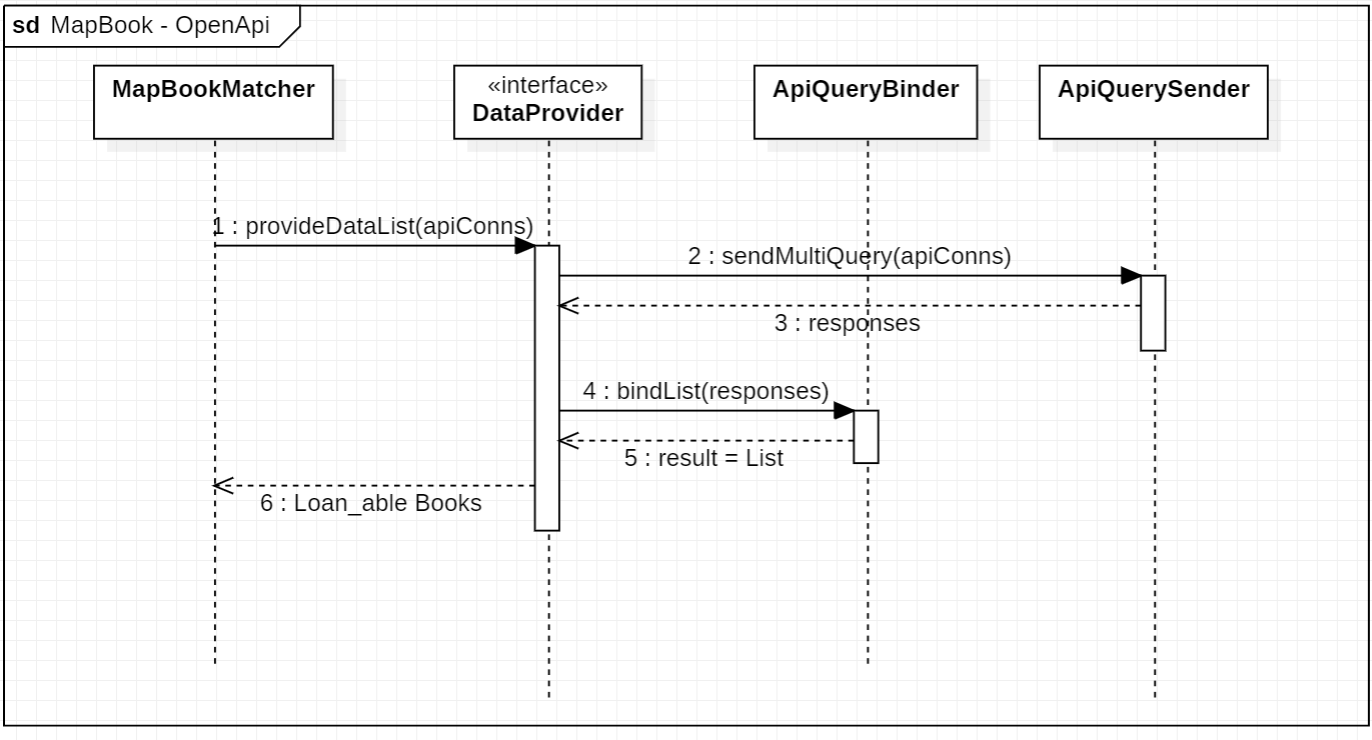 sd MapBook - OpenApi
MapBookMatcher
«interface»
DataProvider
ApiQueryBinder
ApiQuerySender
1 : provideDataList(apiConns)
2 : sendMultiQuery(apiConns)
3 : responses
4 : bindList(responses)
5 : result = List
6 : Loan_able Books